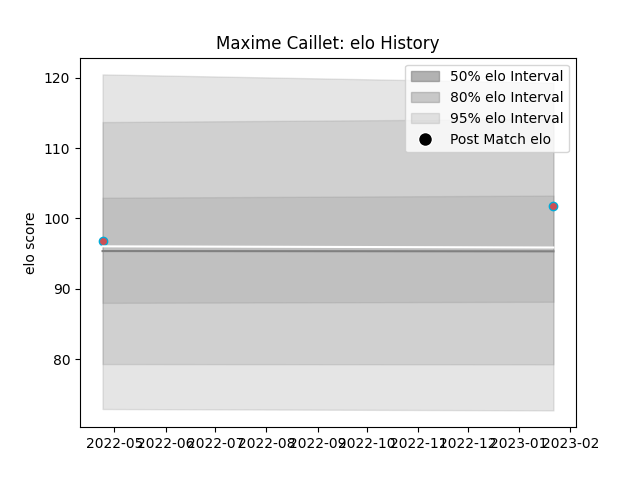 Maxime Caillet: elo History
50% elo Interval
80% elo Interval
95% elo Interval
Post Match elo
elo score
120
110
100
90
80
2022-05 2022-06 2022-07 2022-08 2022-09 2022-10 2022-11 2022-12 2023-01 2023-02